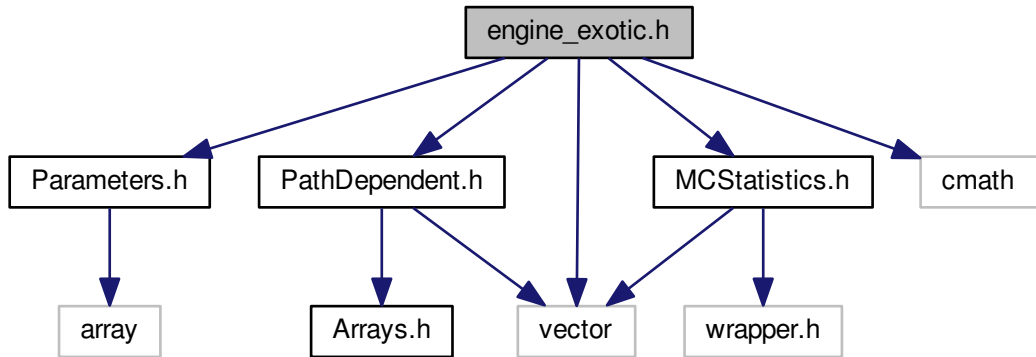 engine_exotic.h
Parameters.h
PathDependent.h
MCStatistics.h
cmath
array
Arrays.h
vector
wrapper.h